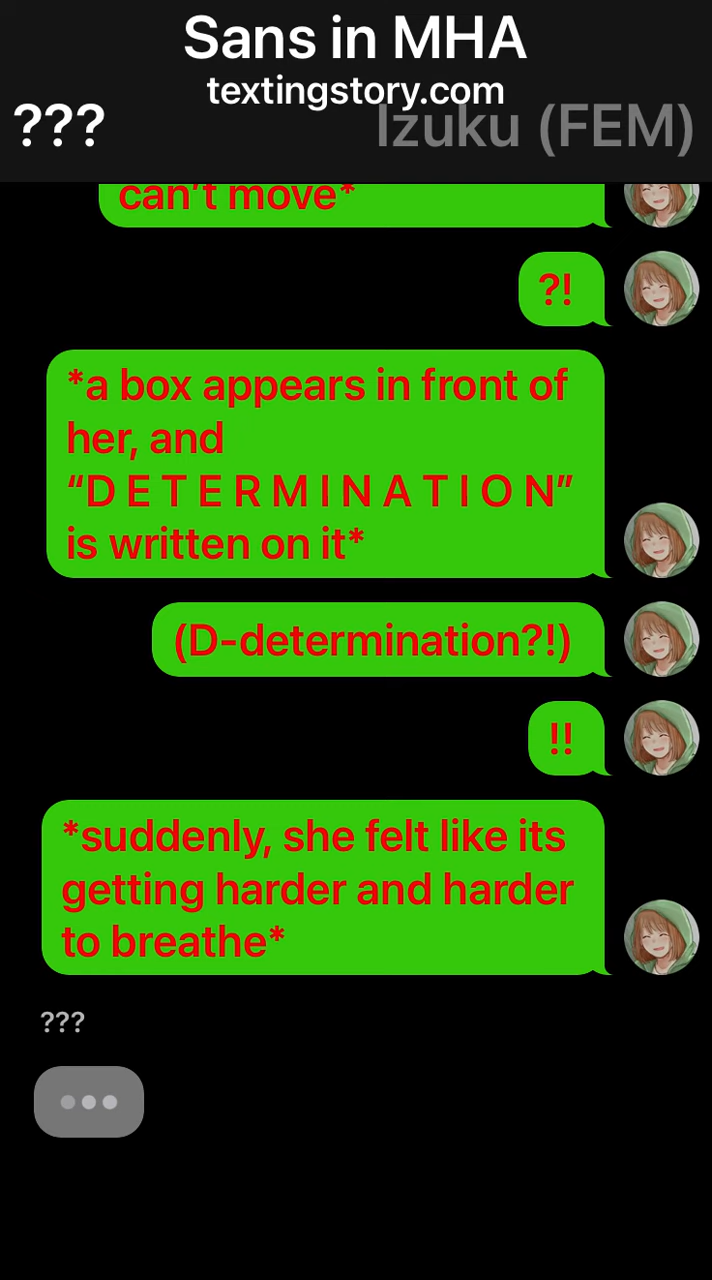 Sans in MHA
textingstory.com
???
Izuku (FEM)
can't move*
?!
*a box appears in front of
her, and
“D E T E R M I N A T I O N”
is written on it*
(D-determination?!)
!!
*suddenly, she felt like its
getting harder and harder
to breathe*
???